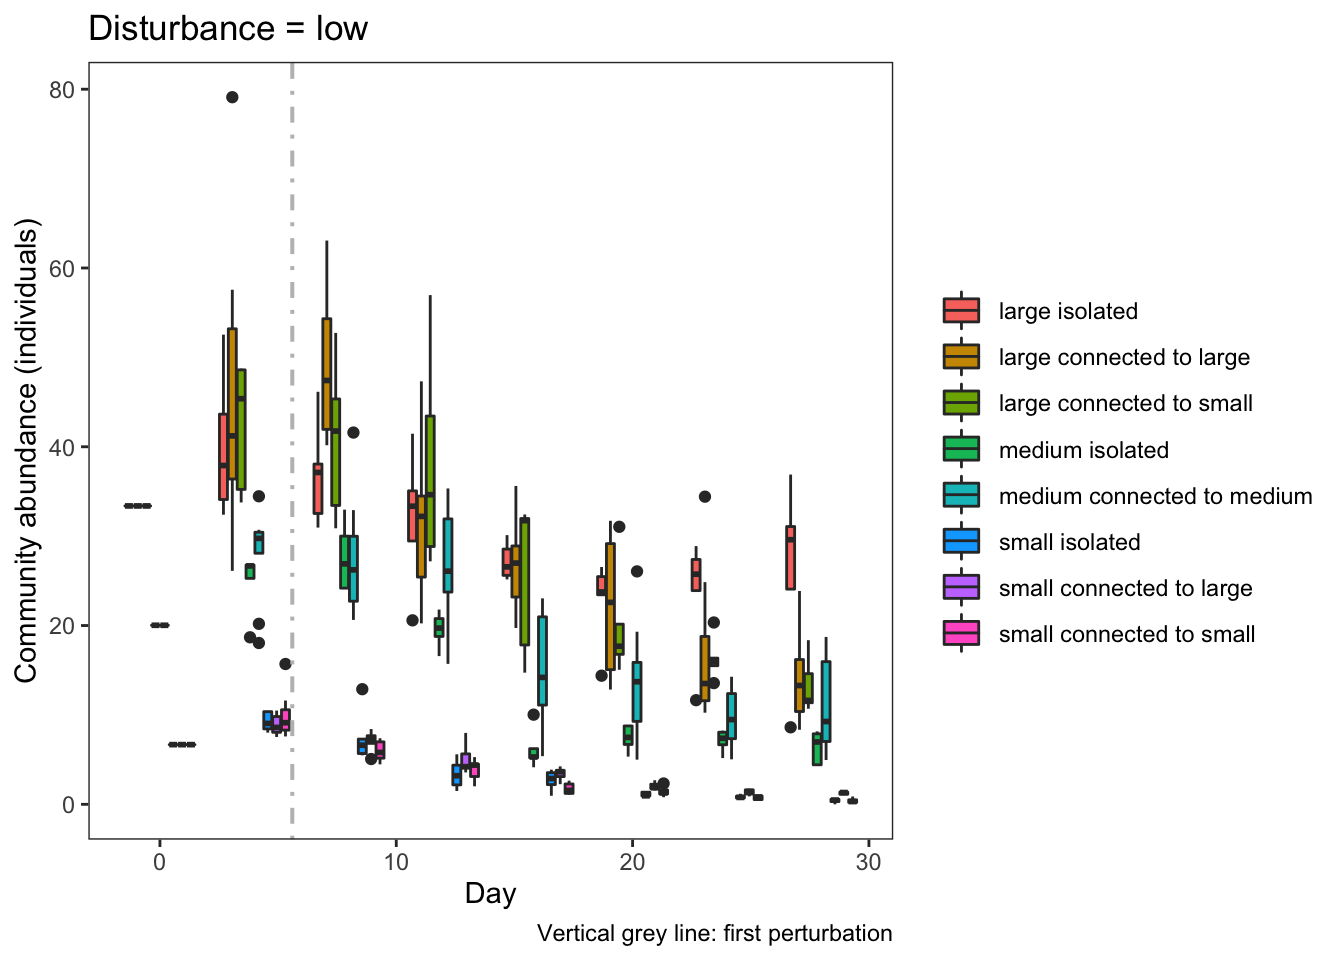 Disturbance = low
Community abundance (individuals)
80
60
40
20
0
0
10
20
30
Day
large isolated
large connected to large
large connected to small
medium isolated
medium connected to medium
small isolated
small connected to large
small connected to small
Vertical grey line: first perturbation